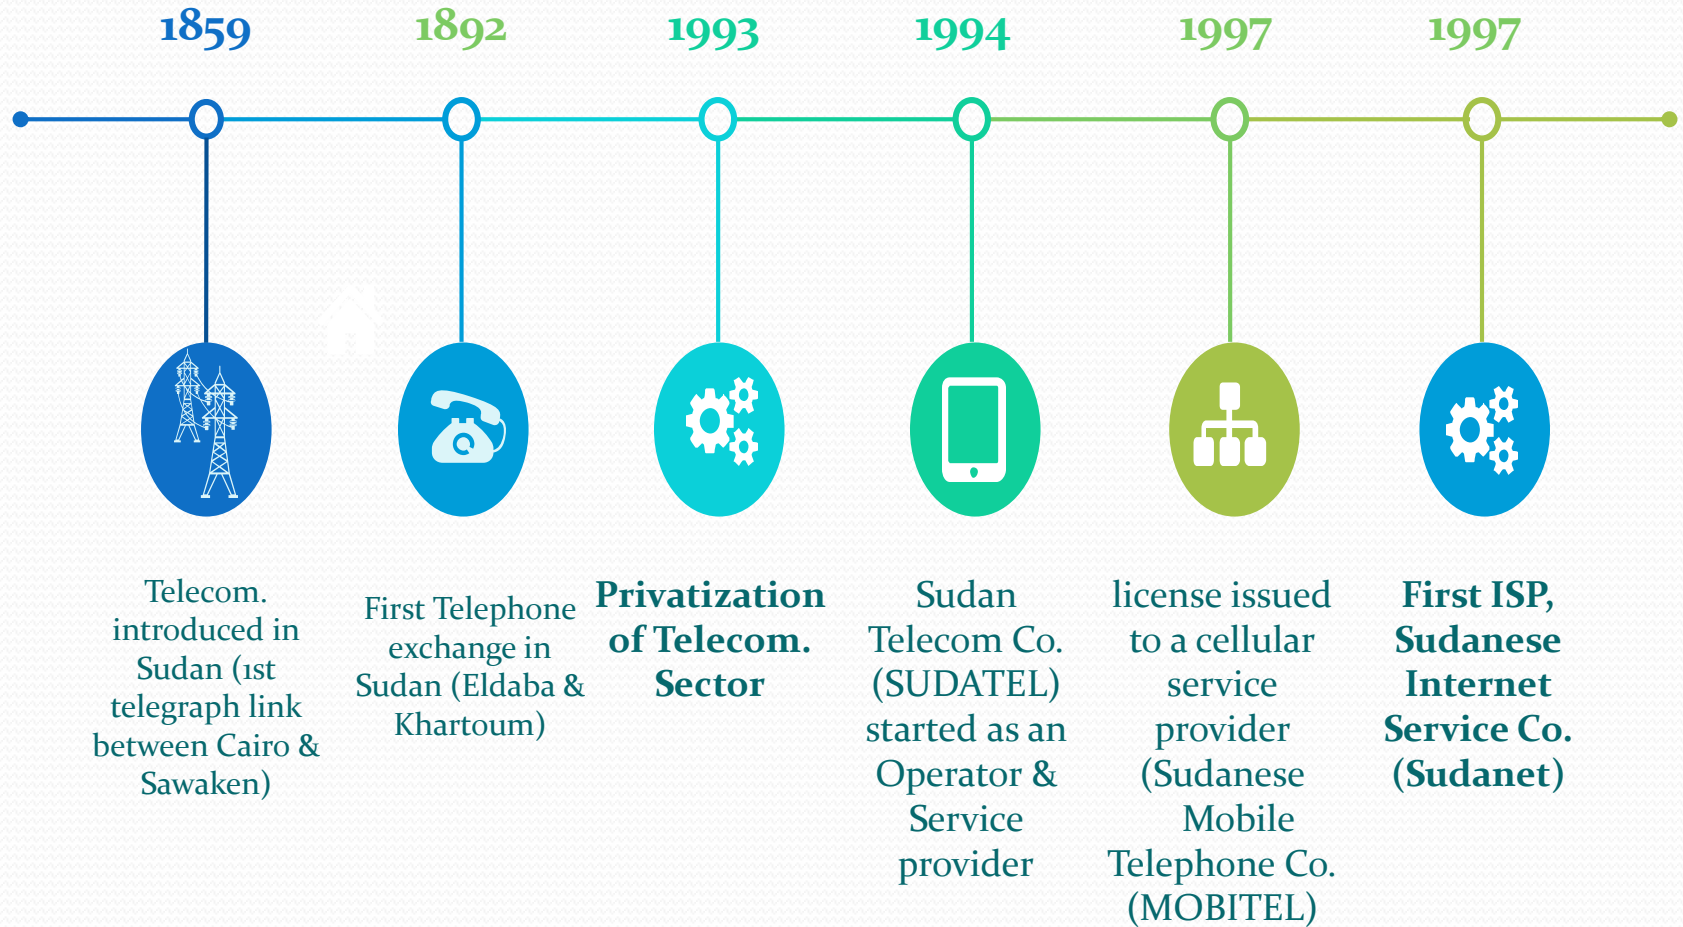 1859
1892
1993
1994
1997
1997
Telecom.
introduced in
Sudan (1st
telegraph link
between Cairo &
Sawaken)
First Telephone
exchange in
Sudan (Eldaba &
Khartoum)
Privatization
of Telecom.
Sector
Sudan
Telecom Co.
(SUDATEL)
started as an
Operator &
Service
provider
license issued
to a cellular
service
provider
(Sudanese
Mobile
Telephone Co.
(MOBITEL)
First ISP,
Sudanese
Internet
Service Co.
(Sudanet)